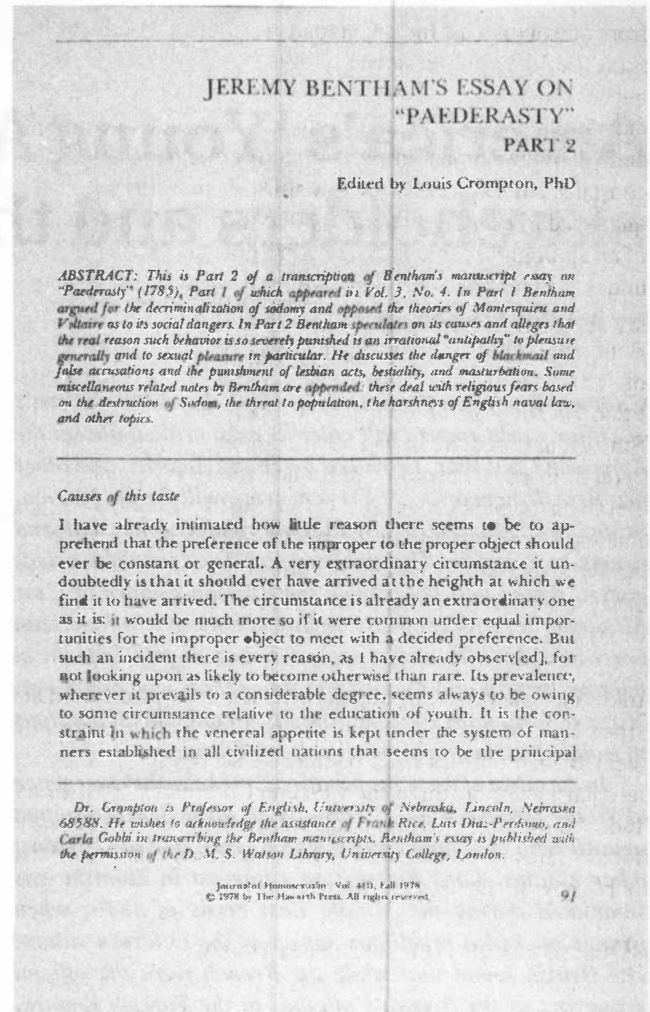 JEREMY BENTHAM'S ESSAY ON
"PAEDERASTY"
PART 2
Edited by Louis Crompton, PhD
ABSTRACT: This is Part 2 of a transcription of Bentham's manuscript essay on
"Paederasty" (1785), Part 1 of which appeared in Vol. 3, No. 4. In Part 1 Bentham
argued for the decriminalization of sodomy and opposed the theories of Montesquieu and
Voltaire as to its social dangers. In Part 2 Bentham speculates on its causes and alleges that
the real reason such behavior is so severely punished is an irrational "antipathy" to pleasure
generally and to sexual pleasure in particular. He discusses the danger of blackmail and
false accusations and the punishment of lesbian acts, bestiality, and masturbation. Some
miscellaneous related notes by Bentham are appended: these deal with religious fears based
on the destruction of Sodom, the threat to population, the harshness of English naval law,
and other topics.
Causes of this taste
I have already intimated how little reason there seems to be to ap-
prehend that the preference of the improper to the proper object should
ever be constant or general. A very extraordinary circumstance it un-
doubtedly is that it should ever have arrived at the heighth at which we
find it to have arrived. The circumstance is already an extraordinary one
as it is: it would be much more so if it were common under equal impor-
tunities for the improper object to meet with a decided preference. But
such an incident there is every reason, as I have already observ[ed], for
not looking upon as likely to become otherwise than rare. Its prevalence,
wherever it prevails to a considerable degree, seems always to be owing
to some circumstance relative to the education of youth. It is the con-
straint in which the venereal appetite is kept under the system of man-
ners established in all civilized nations that seems to be the principal
Dr. Crompton is Professor of English, University of Nebraska, Lincoln, Nebraska
68588. He wishes to acknowledge the assistance of Frank Rice, Luis Diaz-Perdomo, and
Carla Gobbi in transcribing the Bentham manuscripts. Bentham's essay is published with
the permission of the D. M. S. Watson Library, University College, London.
Journal of Homosexuality, Vol. 4(1), Fall 1978
© 1978 by The Haworth Press. All rights reserved.
91